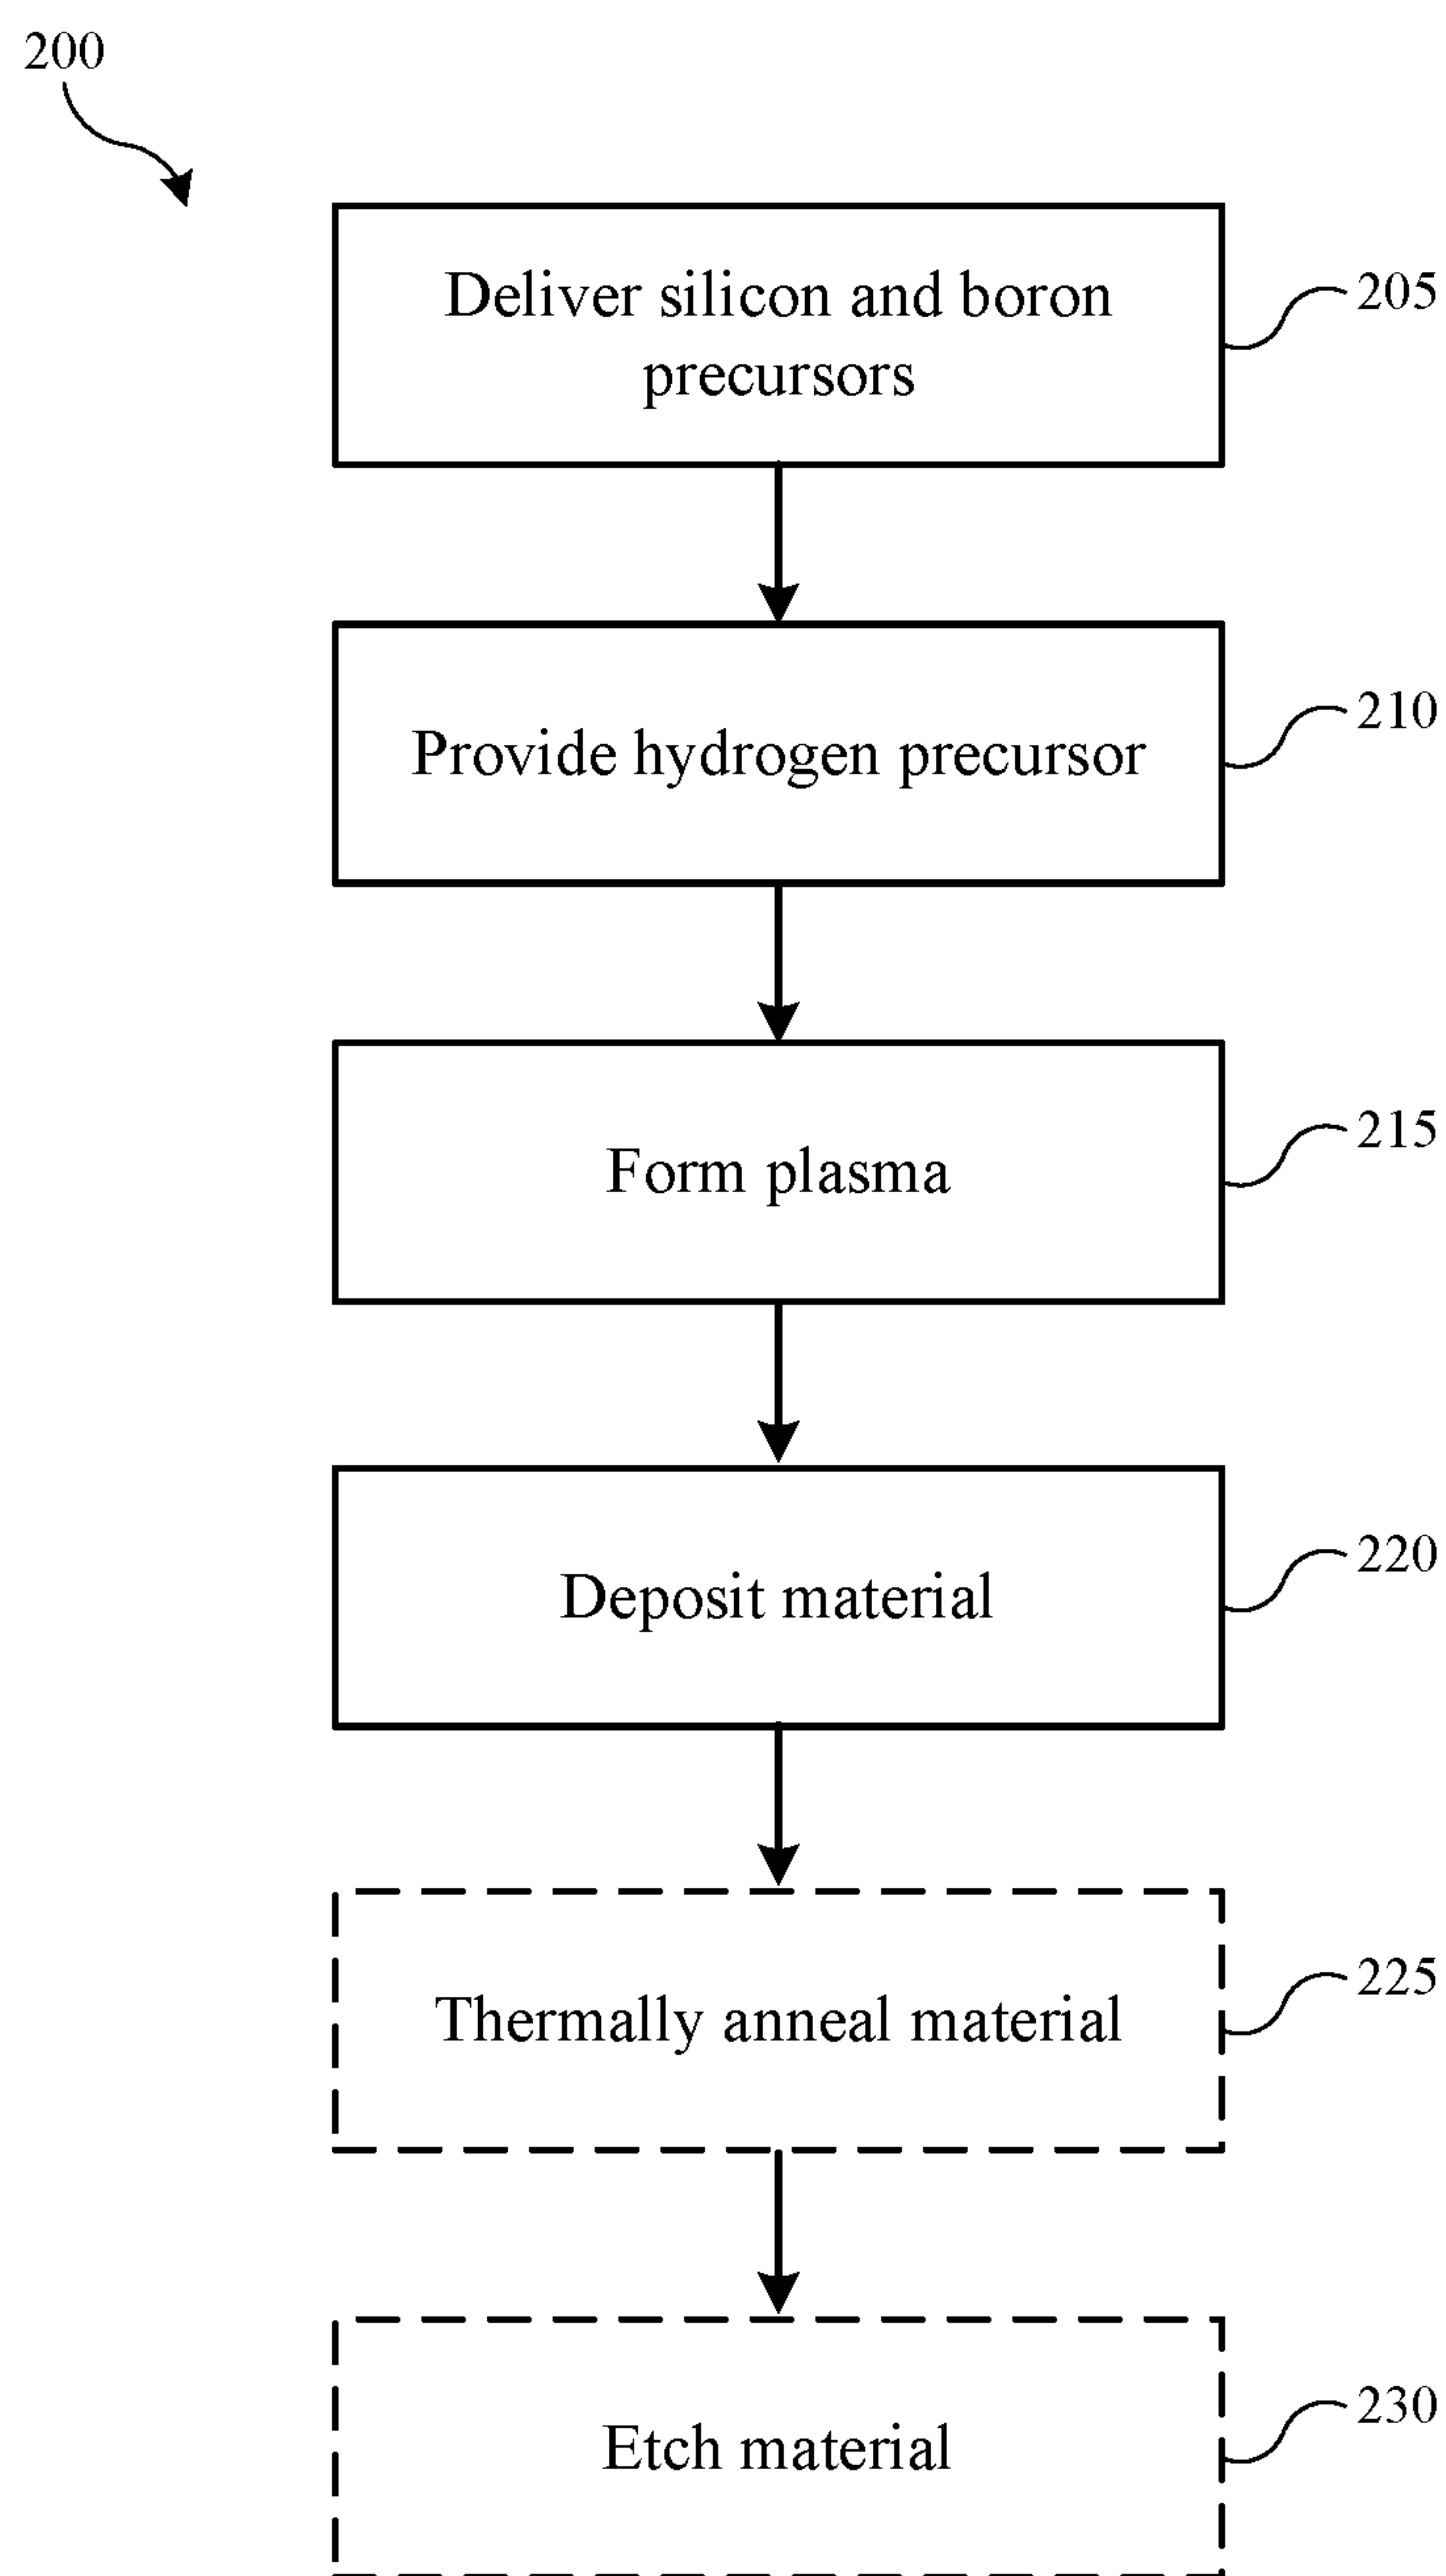 200
Deliver silicon and boron
precursors
205
Provide hydrogen precursor
210
Form plasma
215
Deposit material
220
Thermally anneal material
225
Etch material
230